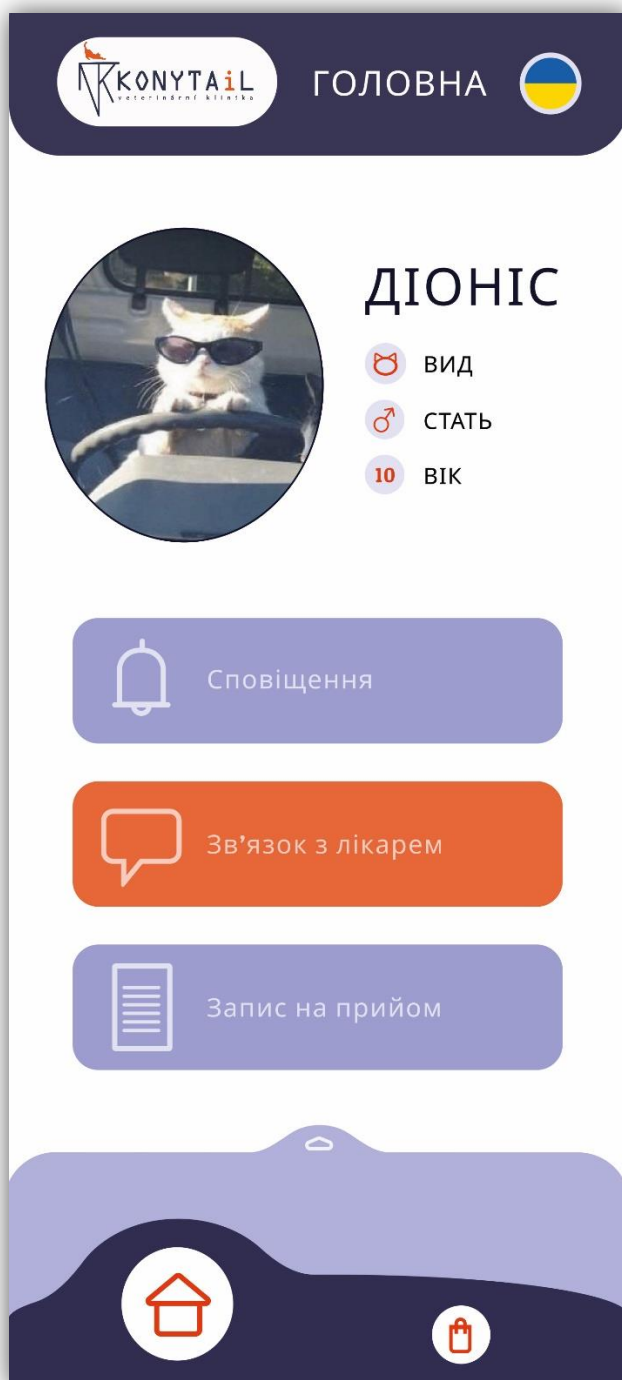 KONYTAiL
veterinární klinika
ГОЛОВНА
ДІОНІС
ВИД
СТАТЬ
10 ВІК
Сповіщення
Зв’язок з лікарем
Запис на прийом